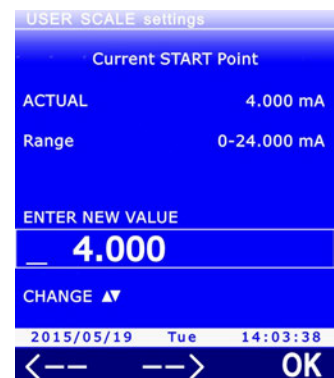 USER SCALE settings
Current START Point
ACTUAL 4.000 mA
Range 0-24.000 mA
ENTER NEW VALUE
_ 4.000
CHANGE ▲▼
2015/05/19 Tue 14:03:38
<-- --> OK